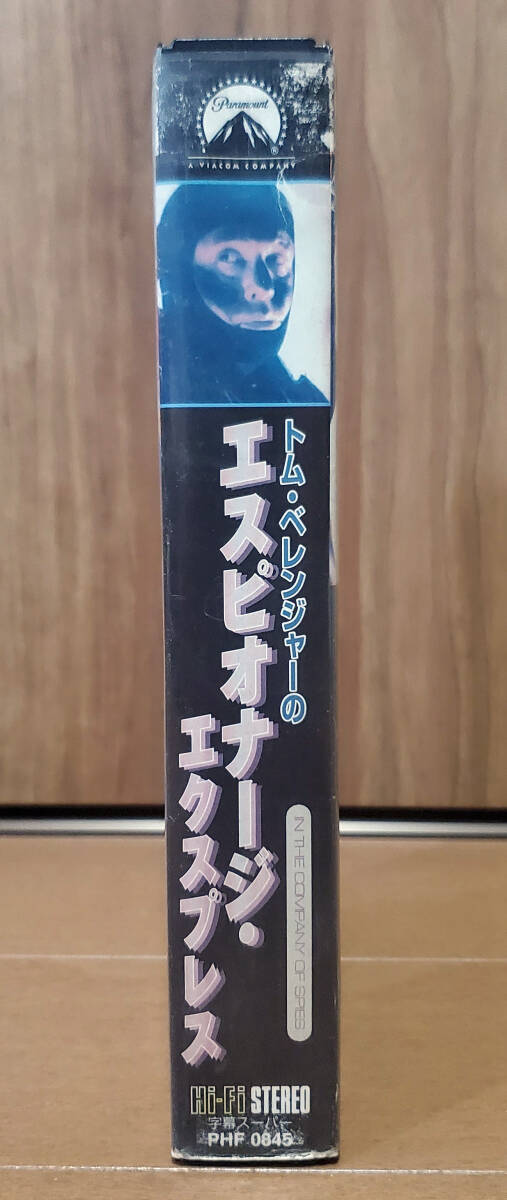 Paramount
A VIACOM COMPANY
トム・ベレンジャーの
エスピオナージ・
エクスプレス
IN THE COMPANY OF SPIES
Hi-Fi STEREO
字幕スーパー
PHF 0845